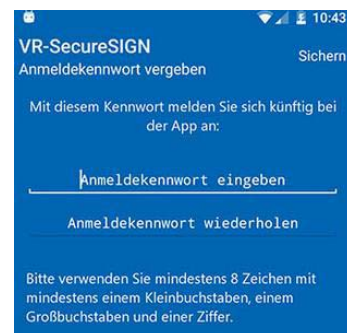 10:43
VR-SecureSIGN
Anmeldekennwort vergeben
Sichern
Mit diesem Kennwort melden Sie sich künftig bei
der App an:
Anmeldekennwort eingeben
Anmeldekennwort wiederholen
Bitte verwenden Sie mindestens 8 Zeichen mit
mindestens einem Kleinbuchstaben, einem
Großbuchstaben und einer Ziffer.